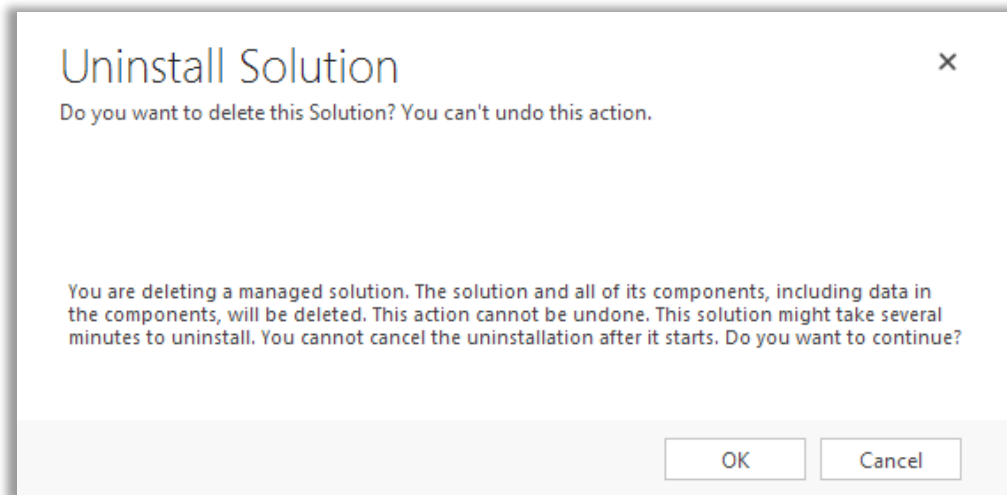 Uninstall Solution
Do you want to delete this Solution? You can't undo this action.
You are deleting a managed solution. The solution and all of its components, including data in
the components, will be deleted. This action cannot be undone. This solution might take several
minutes to uninstall. You cannot cancel the uninstallation after it starts. Do you want to continue?
OK Cancel